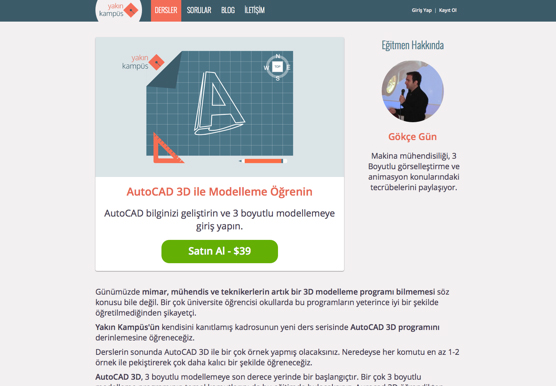 yakın
kampüs
DERSLER
SORULAR
BLOG
İLETİŞİM
Giriş Yap | Kayıt Ol
yakın
kampüs
N
W
TOP
E
S
A
AutoCAD 3D ile Modelleme Öğrenin
AutoCAD bilginizi geliştirin ve 3 boyutlu modellemeye
giriş yapın.
Satın Al - $39
Eğitmen Hakkında
Gökçe Gün
Makina mühendisiliği, 3
Boyutlu görselleştirme ve
animasyon konularındaki
tecrübelerini paylaşıyor.
Günümüzde mimar, mühendis ve teknikerlerin artık bir 3D modelleme programı bilmemesi söz
konusu bile değil. Bir çok üniversite öğrencisi okullarda bu programların yeterince iyi bir şekilde
öğretilmediğinden şikayetçi.
Yakın Kampüs'ün kendisini kanıtlamış kadrosunun yeni ders serisinde AutoCAD 3D programını
derinlemesine öğreneceğiz.
Derslerin sonunda AutoCAD 3D ile bir çok örnek yapmış olacaksınız. Neredeyse her komutu en az 1-2
örnek ile pekiştirerek çok daha kalıcı bir şekilde öğreneceğiz.
AutoCAD 3D, 3 boyutlu modellemeye son derece yerinde bir başlangıçtır. Bir çok 3 boyutlu